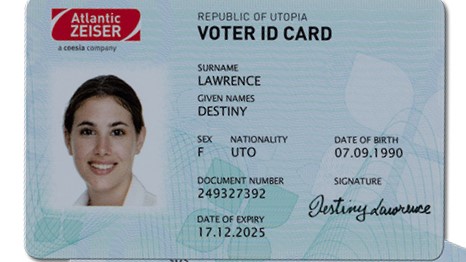 Atlantic
ZEISER
a coesia company
REPUBLIC OF UTOPIA
VOTER ID CARD
SURNAME
LAWRENCE
GIVEN NAMES
DESTINY
SEX NATIONALITY DATE OF BIRTH
F UTO 07.09.1990
DOCUMENT NUMBER SIGNATURE
249327392
Destiny Lawrence
DATE OF EXPIRY
17.12.2025